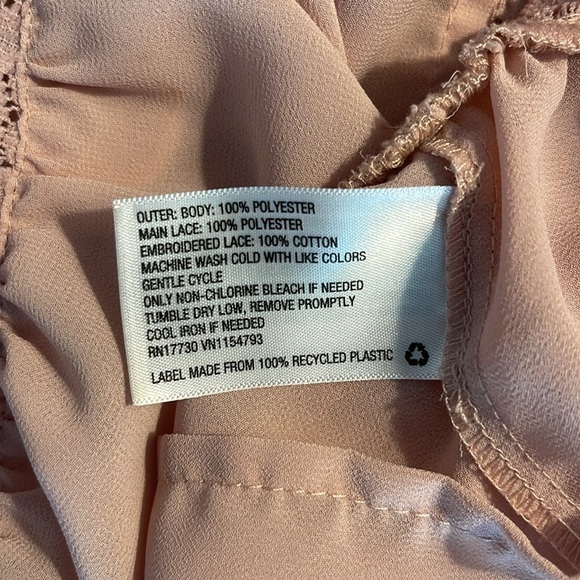 OUTER: BODY: 100% POLYESTER
MAIN LACE: 100% POLYESTER
EMBROIDERED LACE: 100% COTTON
MACHINE WASH COLD WITH LIKE COLORS
GENTLE CYCLE
ONLY NON-CHLORINE BLEACH IF NEEDED
TUMBLE DRY LOW, REMOVE PROMPTLY
COOL IRON IF NEEDED
RN17730 VN1154793
LABEL MADE FROM 100% RECYCLED PLASTIC